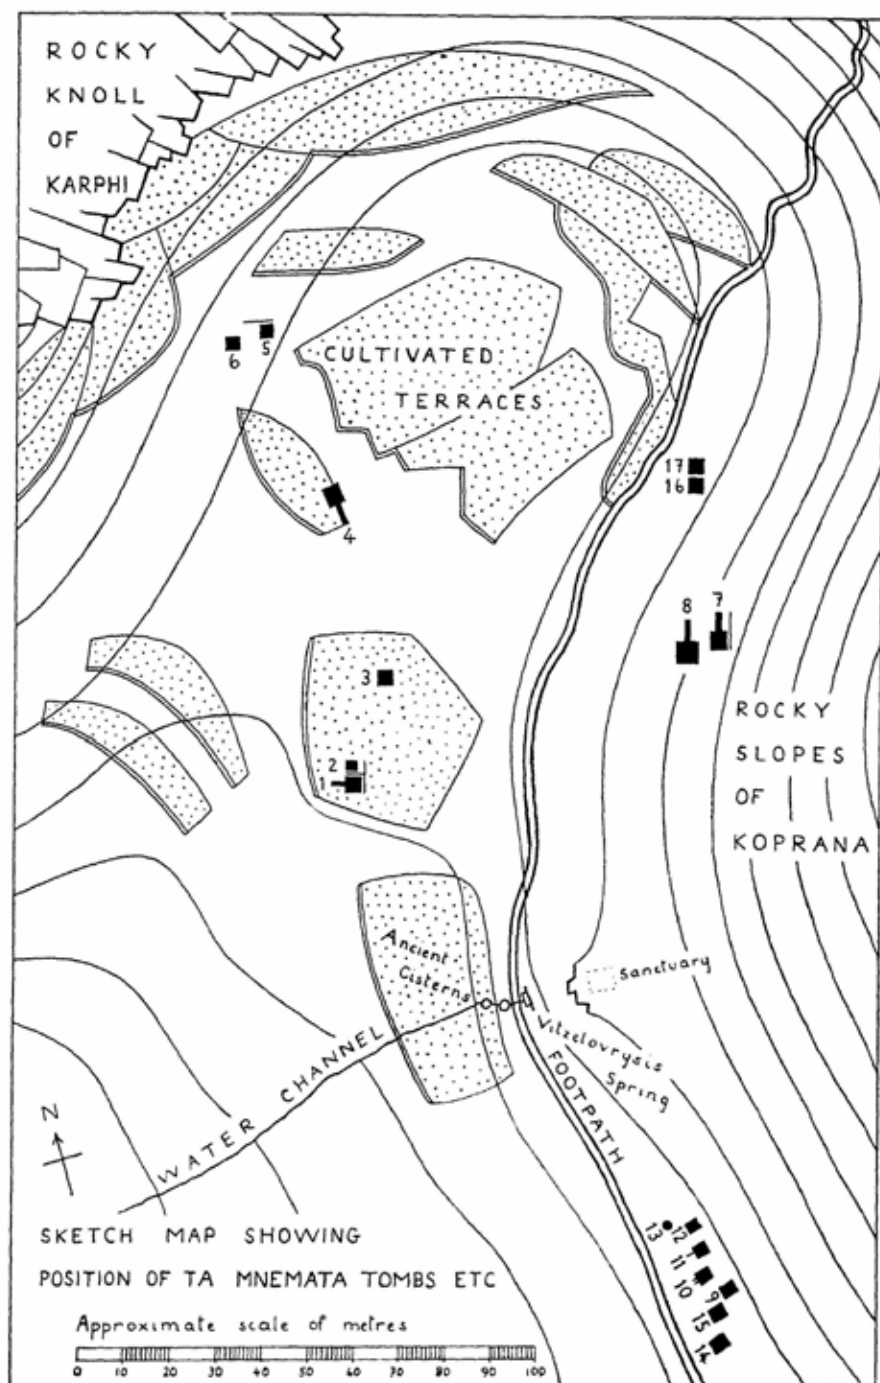 ROCKY
KNOLL
OF
KARPHI
CULTIVATED
TERRACES
6
5
4
17
16
8
7
3
2
1
ROCKY
SLOPES
OF
KOPRANA
Ancient
Cisterns
Sanctuary
Vitzelovrysis
Spring
FOOTPATH
WATER CHANNEL
N
13
12
11
10
9
15
14
SKETCH MAP SHOWING
POSITION OF TA MNEMATA TOMBS ETC
Approximate scale of metres
0 10 20 30 40 50 60 70 80 90 100